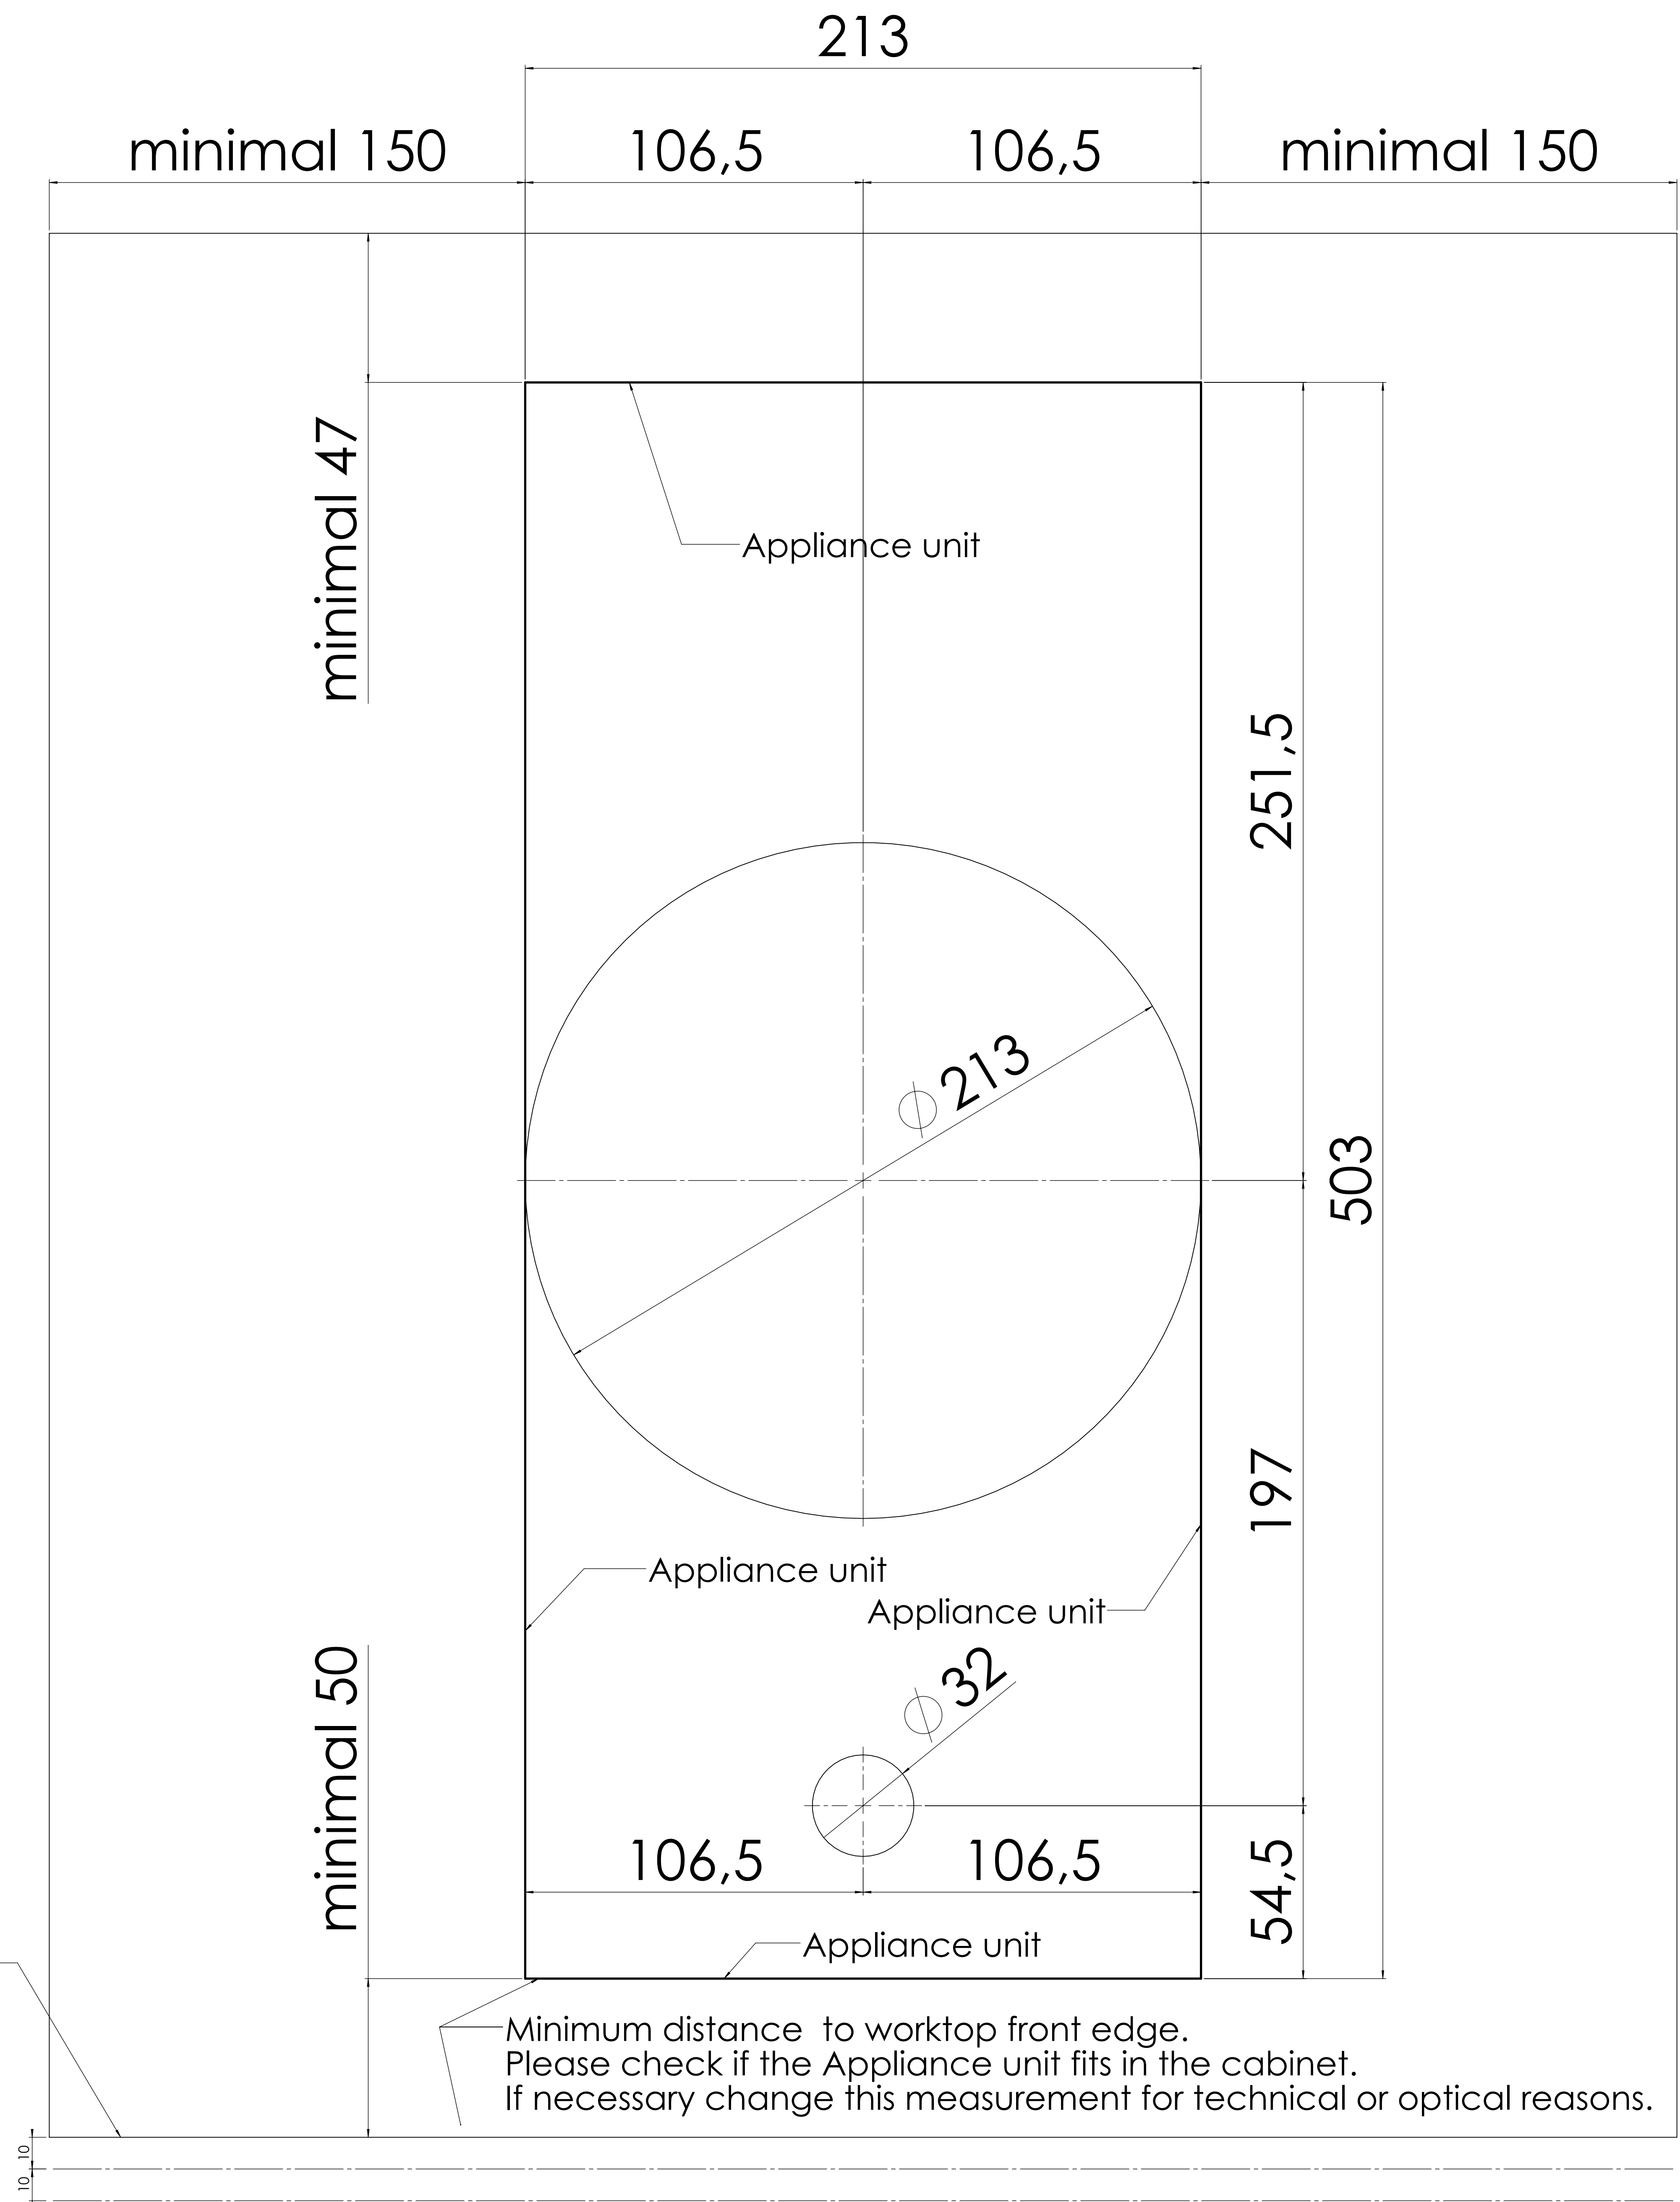 213
minimal 150
106,5
106,5
minimal 150
minimal 47
Appliance unit
251,5
⌀ 213
503
197
Appliance unit
Appliance unit
minimal 50
⌀ 32
106,5
106,5
54,5
Appliance unit
Minimum distance to worktop front edge.
Please check if the Appliance unit fits in the cabinet.
If necessary change this measurement for technical or optical reasons.
10
10